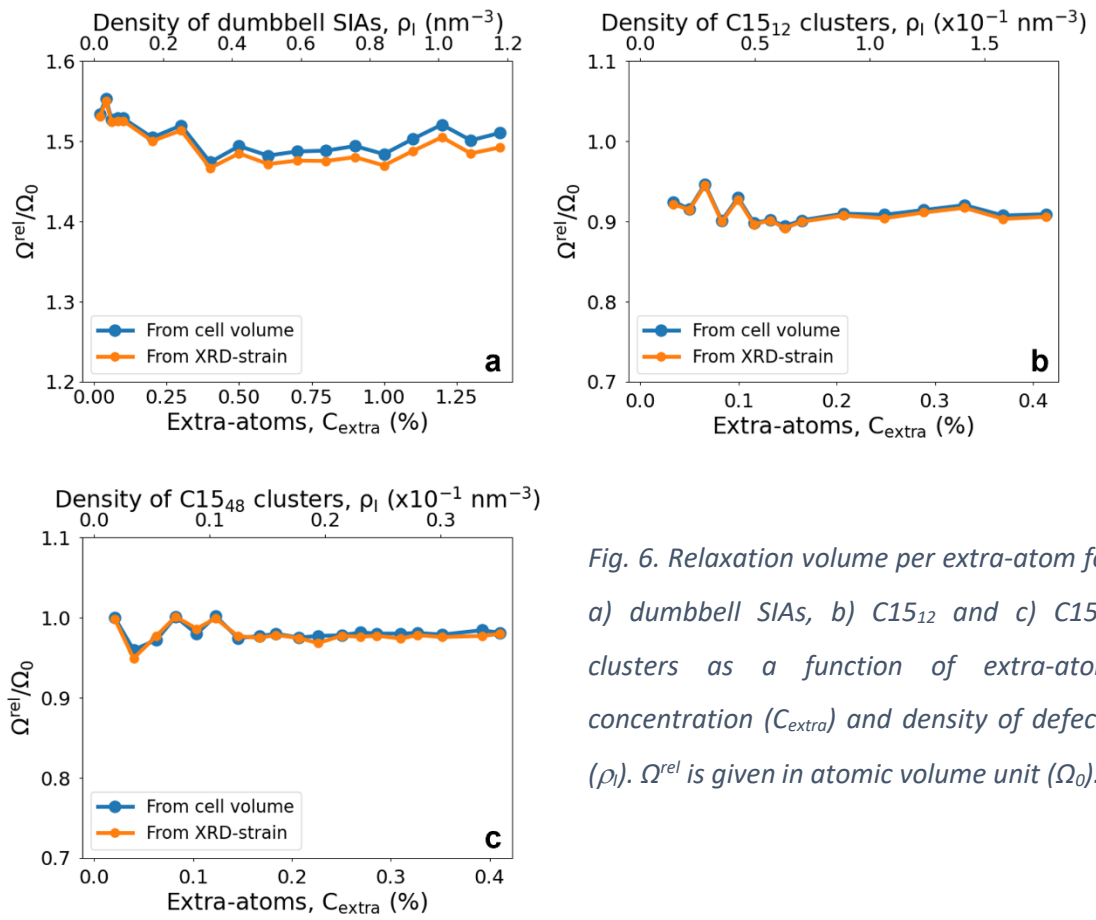 Density of dumbbell SIAs, ρI (nm⁻³)
0.0 0.2 0.4 0.6 0.8 1.0 1.2
1.6
1.5
1.4
1.3
1.2
Ωrel/Ω0
From cell volume
From XRD-strain
a
0.00 0.25 0.50 0.75 1.00 1.25
Extra-atoms, Cextra (%)
Density of C1512 clusters, ρI (x10⁻¹ nm⁻³)
0.0 0.5 1.0 1.5
1.1
1.0
0.9
0.8
0.7
Ωrel/Ω0
From cell volume
From XRD-strain
b
0.0 0.1 0.2 0.3 0.4
Extra-atoms, Cextra (%)
Density of C1548 clusters, ρI (x10⁻¹ nm⁻³)
0.0 0.1 0.2 0.3
1.1
1.0
0.9
0.8
0.7
Ωrel/Ω0
From cell volume
From XRD-strain
c
0.0 0.1 0.2 0.3 0.4
Extra-atoms, Cextra (%)
Fig. 6. Relaxation volume per extra-atom
a) dumbbell SIAs, b) C1512 and c) C15
clusters as a function of
concentration (Cextra) and density of
(ρI). Ωrel is given in atomic volume unit (Ω0).